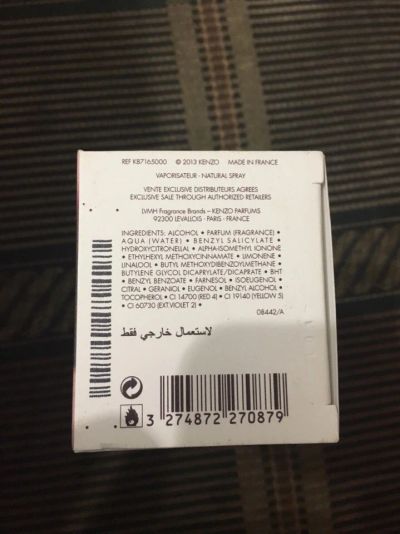 REF K87165000 © 2013 KENZO MADE IN FRANCE
VAPORISATEUR - NATURAL SPRAY
VENTE EXCLUSIVE DISTRIBUTEURS AGREES
EXCLUSIVE SALE THROUGH AUTHORIZED RETAILERS
LVMH Fragrance Brands – KENZO PARFUMS
92300 LEVALLOIS - PARIS - FRANCE
INGREDIENTS: ALCOHOL • PARFUM (FRAGRANCE) •
AQUA (WATER) • BENZYL SALICYLATE •
HYDROXYCITRONELLAL • ALPHA-ISOMETHYL IONONE
• ETHYLHEXYL METHOXYCINNAMATE • LIMONENE •
LINALOOL • BUTYL METHOXYDIBENZOYLMETHANE •
BUTYLENE GLYCOL DICAPRYLATE/DICAPRATE • BHT
• BENZYL BENZOATE • FARNESOL • ISOEUGENOL •
CITRAL • GERANIOL • EUGENOL • BENZYL ALCOHOL •
TOCOPHEROL • CI 14700 (RED 4) • CI 19140 (YELLOW 5)
• CI 60730 (EXT.VIOLET 2) •
08442/A
لاستعمال خارجي فقط
3 274872 270879